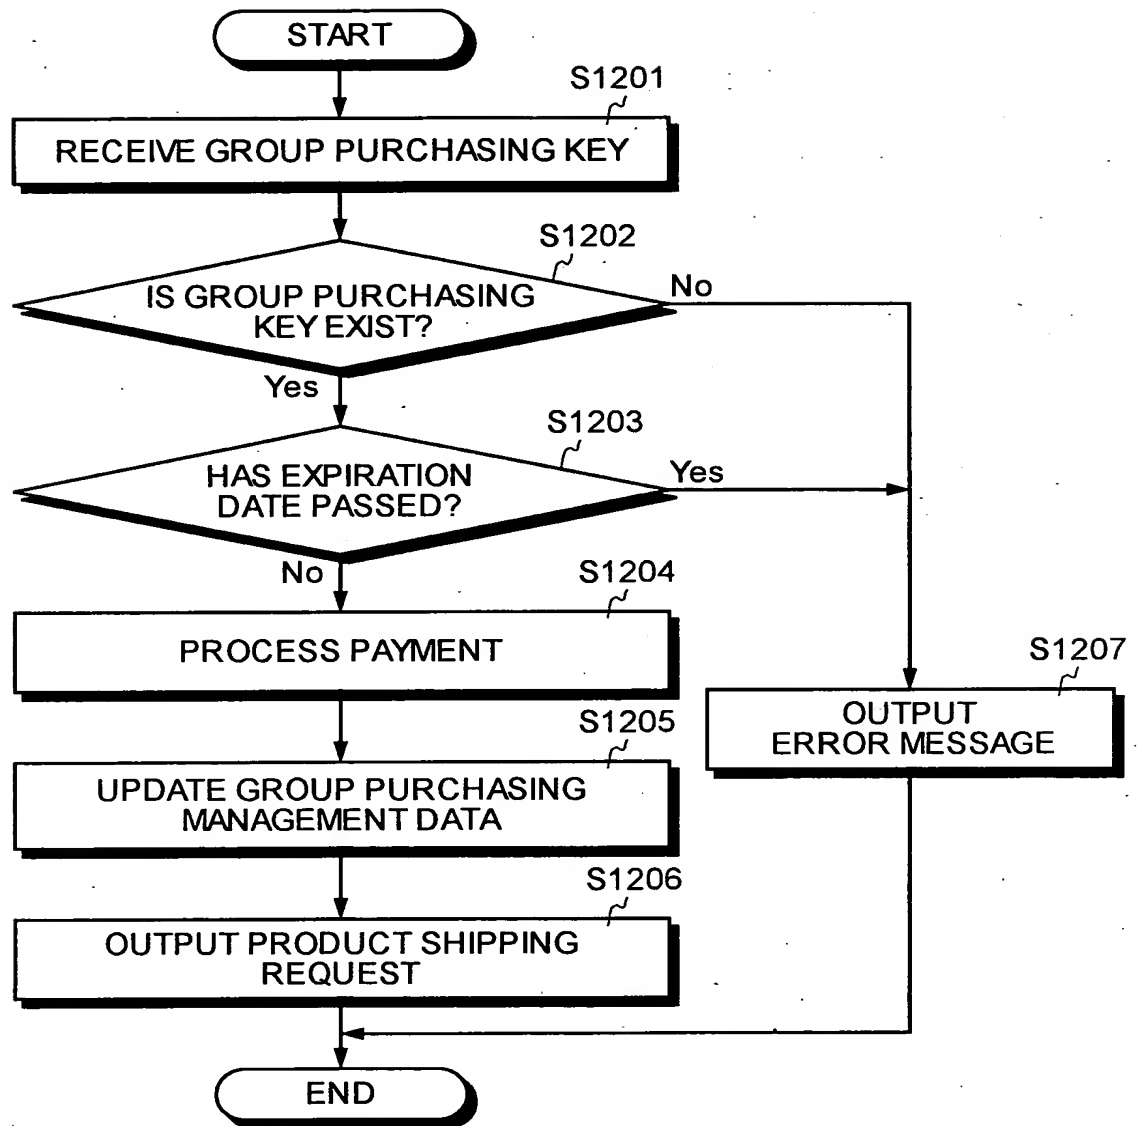 START
S1201
RECEIVE GROUP PURCHASING KEY
S1202
IS GROUP PURCHASING
KEY EXIST?
No
Yes
S1203
HAS EXPIRATION
DATE PASSED?
Yes
No
S1204
PROCESS PAYMENT
S1207
OUTPUT
ERROR MESSAGE
S1205
UPDATE GROUP PURCHASING
MANAGEMENT DATA
S1206
OUTPUT PRODUCT SHIPPING
REQUEST
END